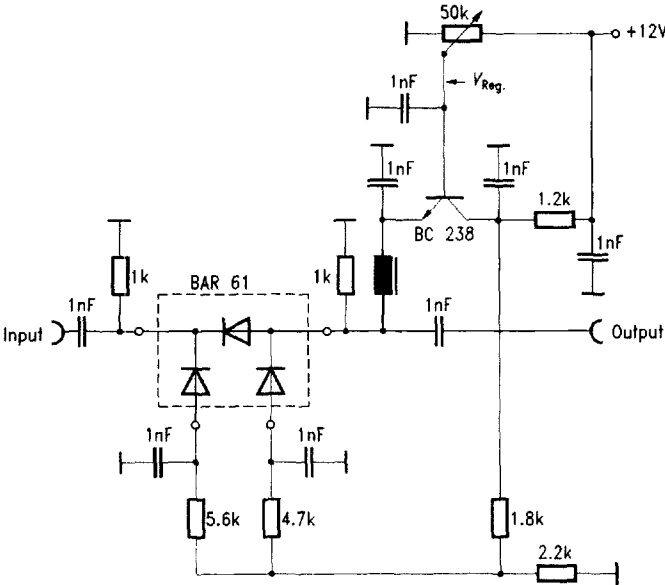 50k
+12V
1nF
V Reg.
1nF
1nF
1.2k
BC 238
1nF
1k
BAR 61
1k
1nF
1nF
Input
Output
1nF
1nF
5.6k
4.7k
1.8k
2.2k